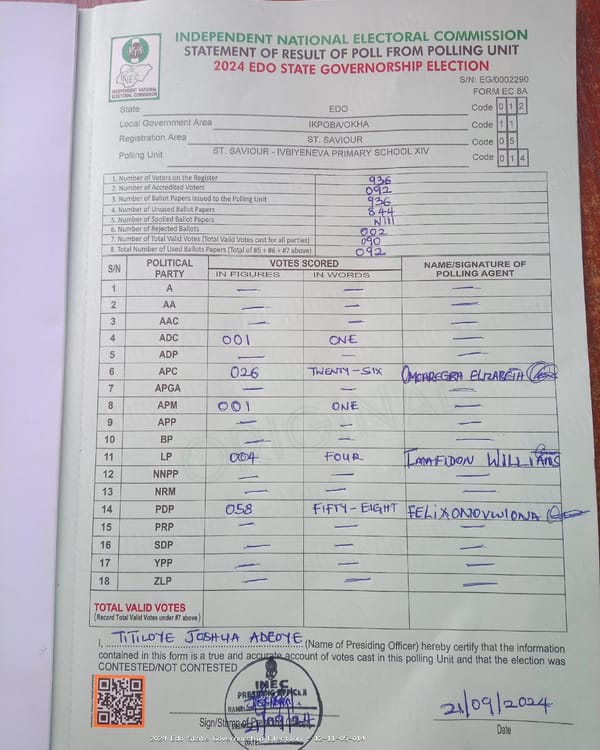 INDEPENDENT NATIONAL ELECTORAL COMMISSION
STATEMENT OF RESULT OF POLL FROM POLLING UNIT
2024 EDO STATE GOVERNORSHIP ELECTION
INEC
INDEPENDENT NATIONAL ELECTORAL COMMISSION
S/N: EG/0002290
FORM EC 8A
State EDO Code 0 1 2
Local Government Area IKPOBA/OKHA Code 1 1
Registration Area ST. SAVIOUR Code 0 5
Polling Unit ST. SAVIOUR - IVBIYENEVA PRIMARY SCHOOL XIV Code 0 1 4
1. Number of Voters on the Register 936
2. Number of Accredited Voters 092
3. Number of Ballot Papers issued to the Polling Unit 936
4. Number of Unused Ballot Papers 844
5. Number of Spoiled Ballot Papers Nill
6. Number of Rejected Ballots 002
7. Number of Total Valid Votes (Total Valid Votes cast for all parties) 090
8. Total Number of Used Ballots Papers (Total of #5 + #6 + #7 above) 092
S/N POLITICAL PARTY VOTES SCORED NAME/SIGNATURE OF POLLING AGENT
IN FIGURES IN WORDS
1 A — — —
2 AA — — —
3 AAC — — —
4 ADC 001 ONE —
5 ADP — — —
6 APC 026 TWENTY-SIX OMOAREGBA ELIZABETH
7 APGA — — —
8 APM 001 ONE —
9 APP — — —
10 BP — — —
11 LP 004 FOUR IMAFIDON WILLIAMS
12 NNPP — — —
13 NRM — — —
14 PDP 058 FIFTY-EIGHT FELIX ONOVWIONA
15 PRP — — —
16 SDP — — —
17 YPP — — —
18 ZLP — — —
TOTAL VALID VOTES
(Record Total Valid Votes under #7 above)
I, TITILOYE JOSHUA ADEOYE (Name of Presiding Officer) hereby certify that the information
contained in this form is a true and accurate account of votes cast in this polling Unit and that the election was
CONTESTED/NOT CONTESTED
INEC
PRESIDING OFFICER
NAME:
21/09/24
DATE:
Sign/Stamp of
21/09/2024
Date
2024 Edo State Governorship Election - 12-11-05-014